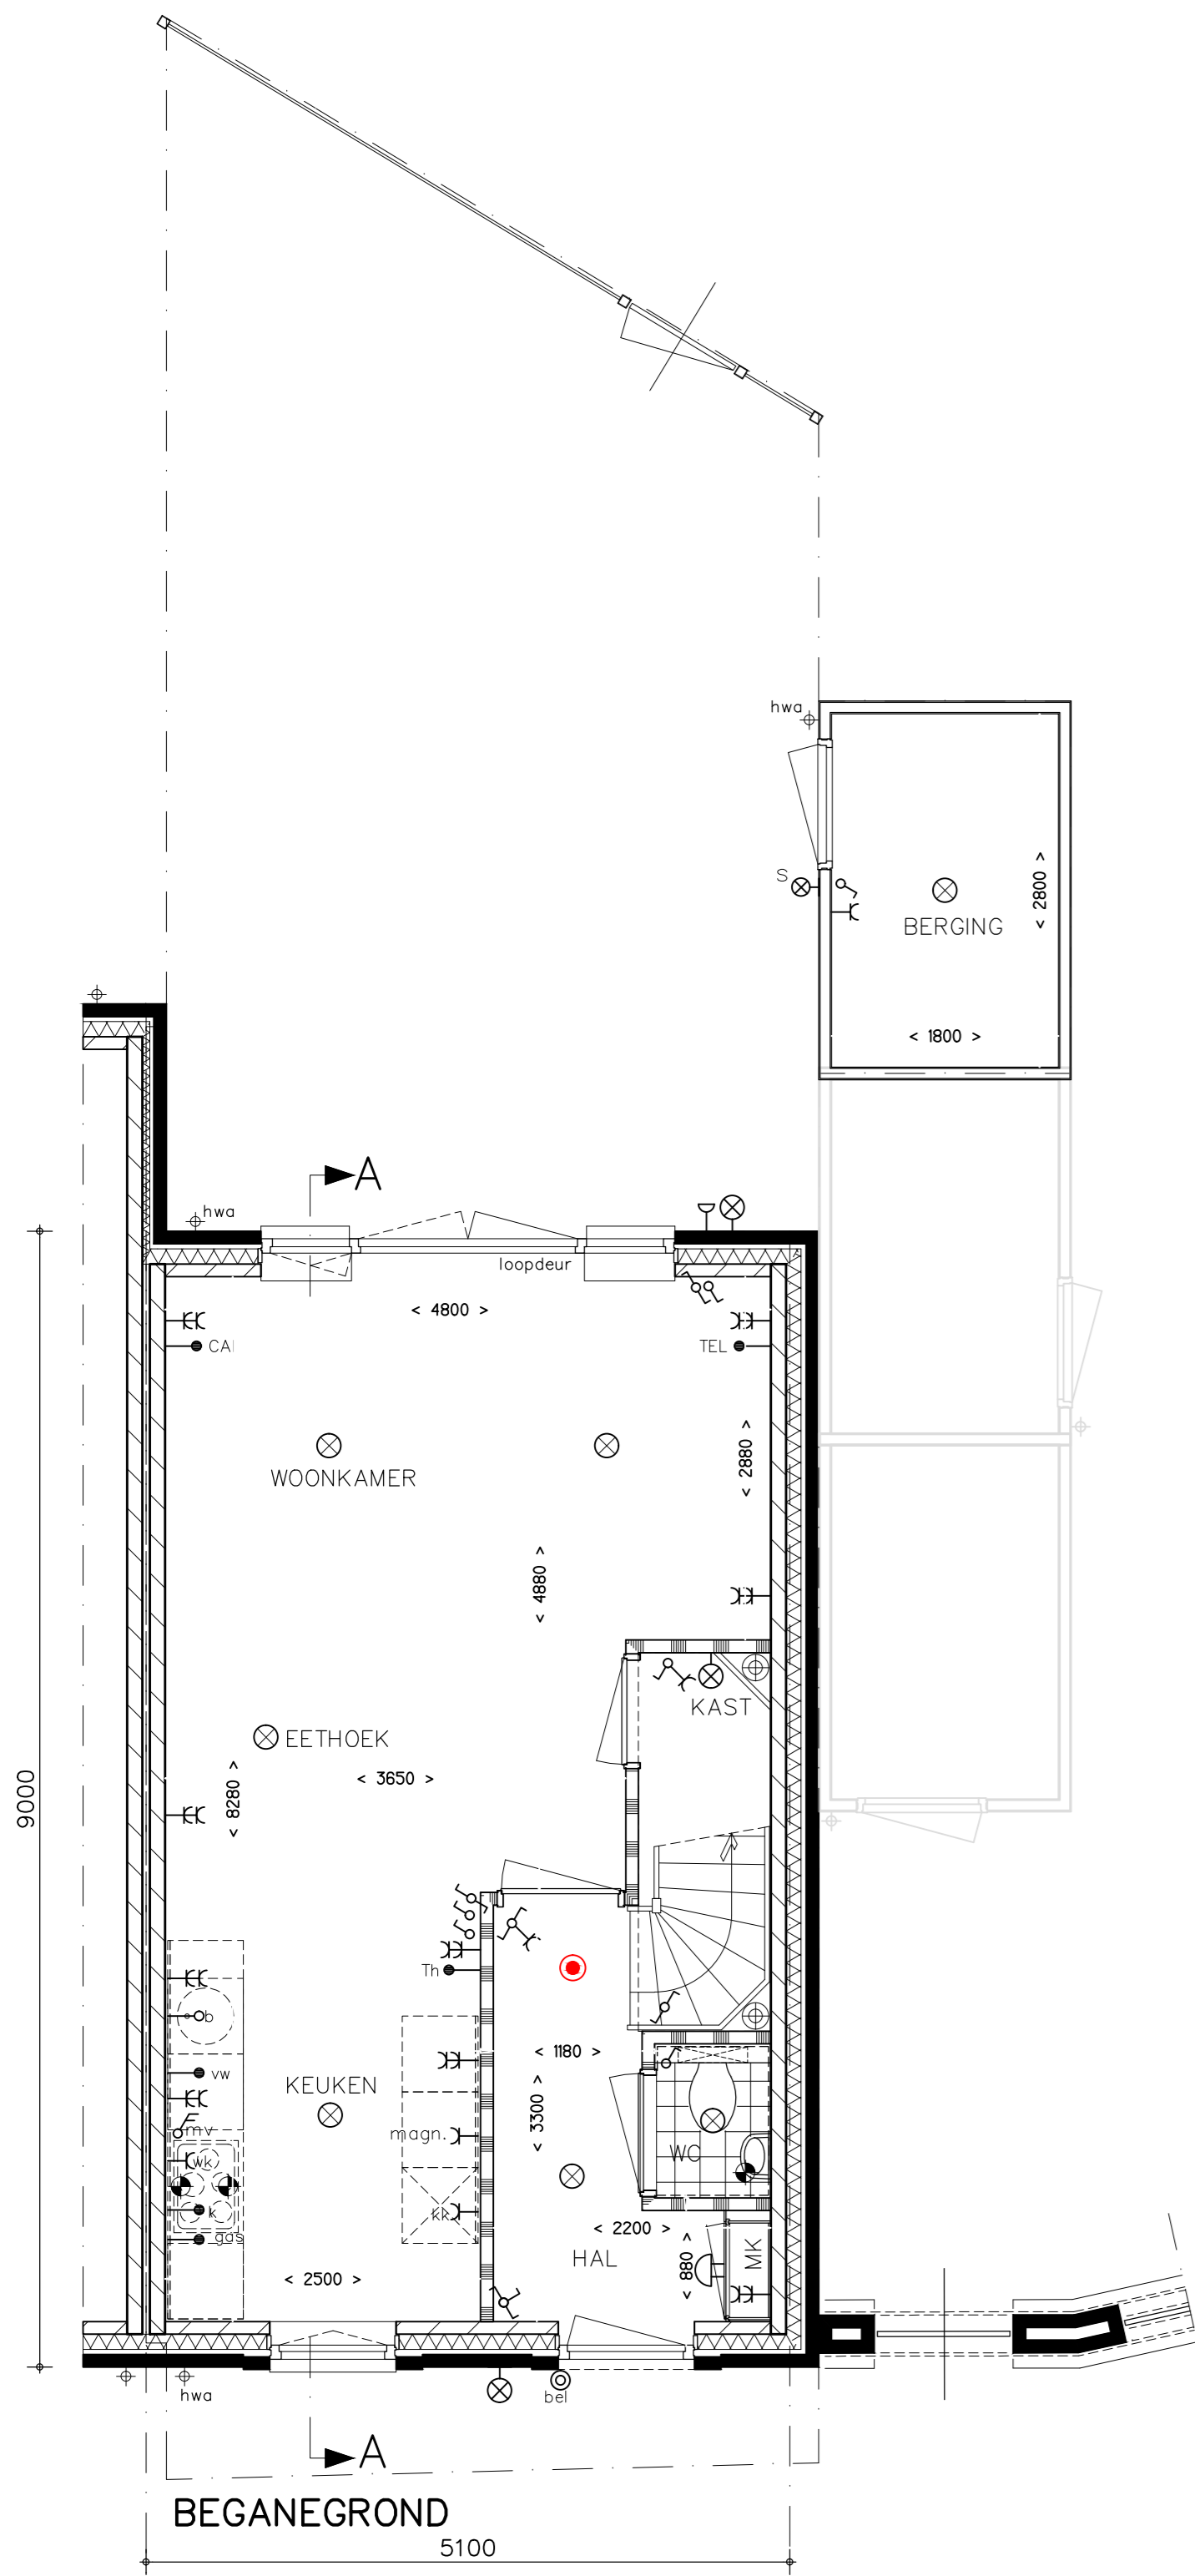 hwa
S
BERGING
< 2800 >
< 1800 >
A
hwa
loopdeur
< 4800 >
CAI
TEL
WOONKAMER
< 2880 >
< 4880 >
KAST
EETHOEK
< 3650 >
< 8280 >
9000
Th
b
< 1180 >
vw
KEUKEN
< 3300 >
mv
magn.
wk
WC
k
kk
gas
< 2200 >
HAL
< 880 >
MK
< 2500 >
hwa
bel
A
BEGANEGROND
5100